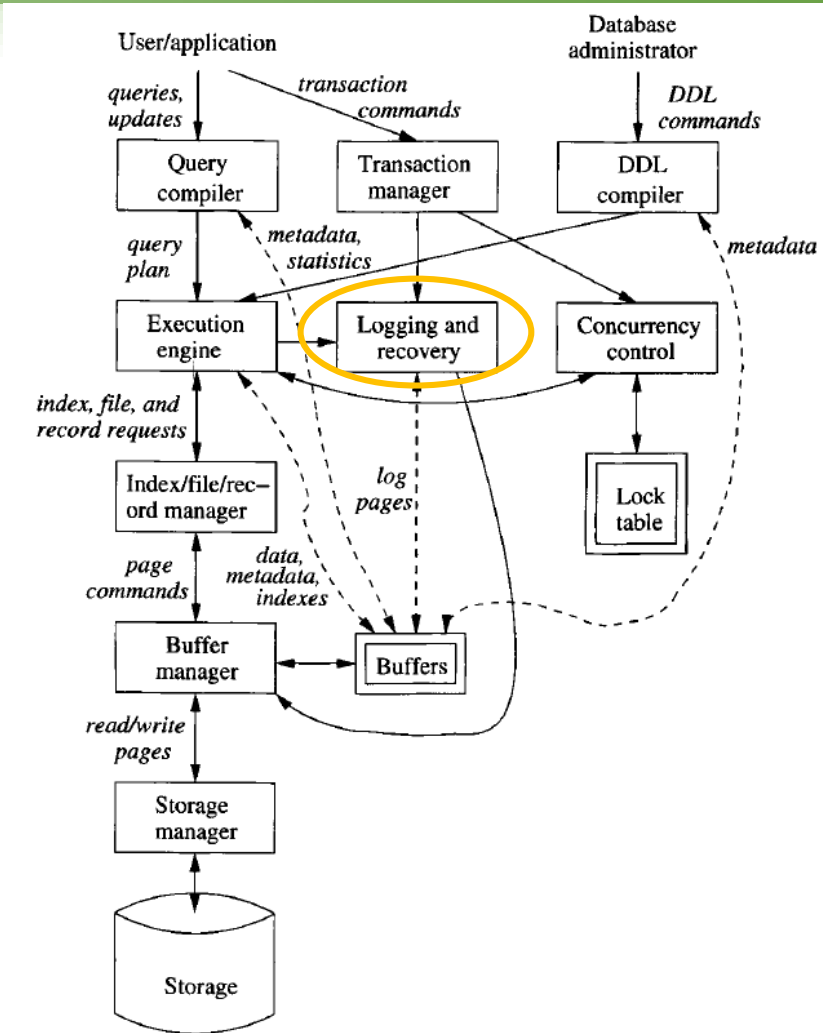 User/application
Database
administrator
queries,
updates
transaction
commands
DDL
commands
Query
compiler
Transaction
manager
DDL
compiler
query
plan
metadata,
statistics
metadata
Execution
engine
Logging and
recovery
Concurrency
control
index, file, and
record requests
Index/file/rec–
ord manager
log
pages
Lock
table
page
commands
data,
metadata,
indexes
Buffer
manager
Buffers
read/write
pages
Storage
manager
Storage